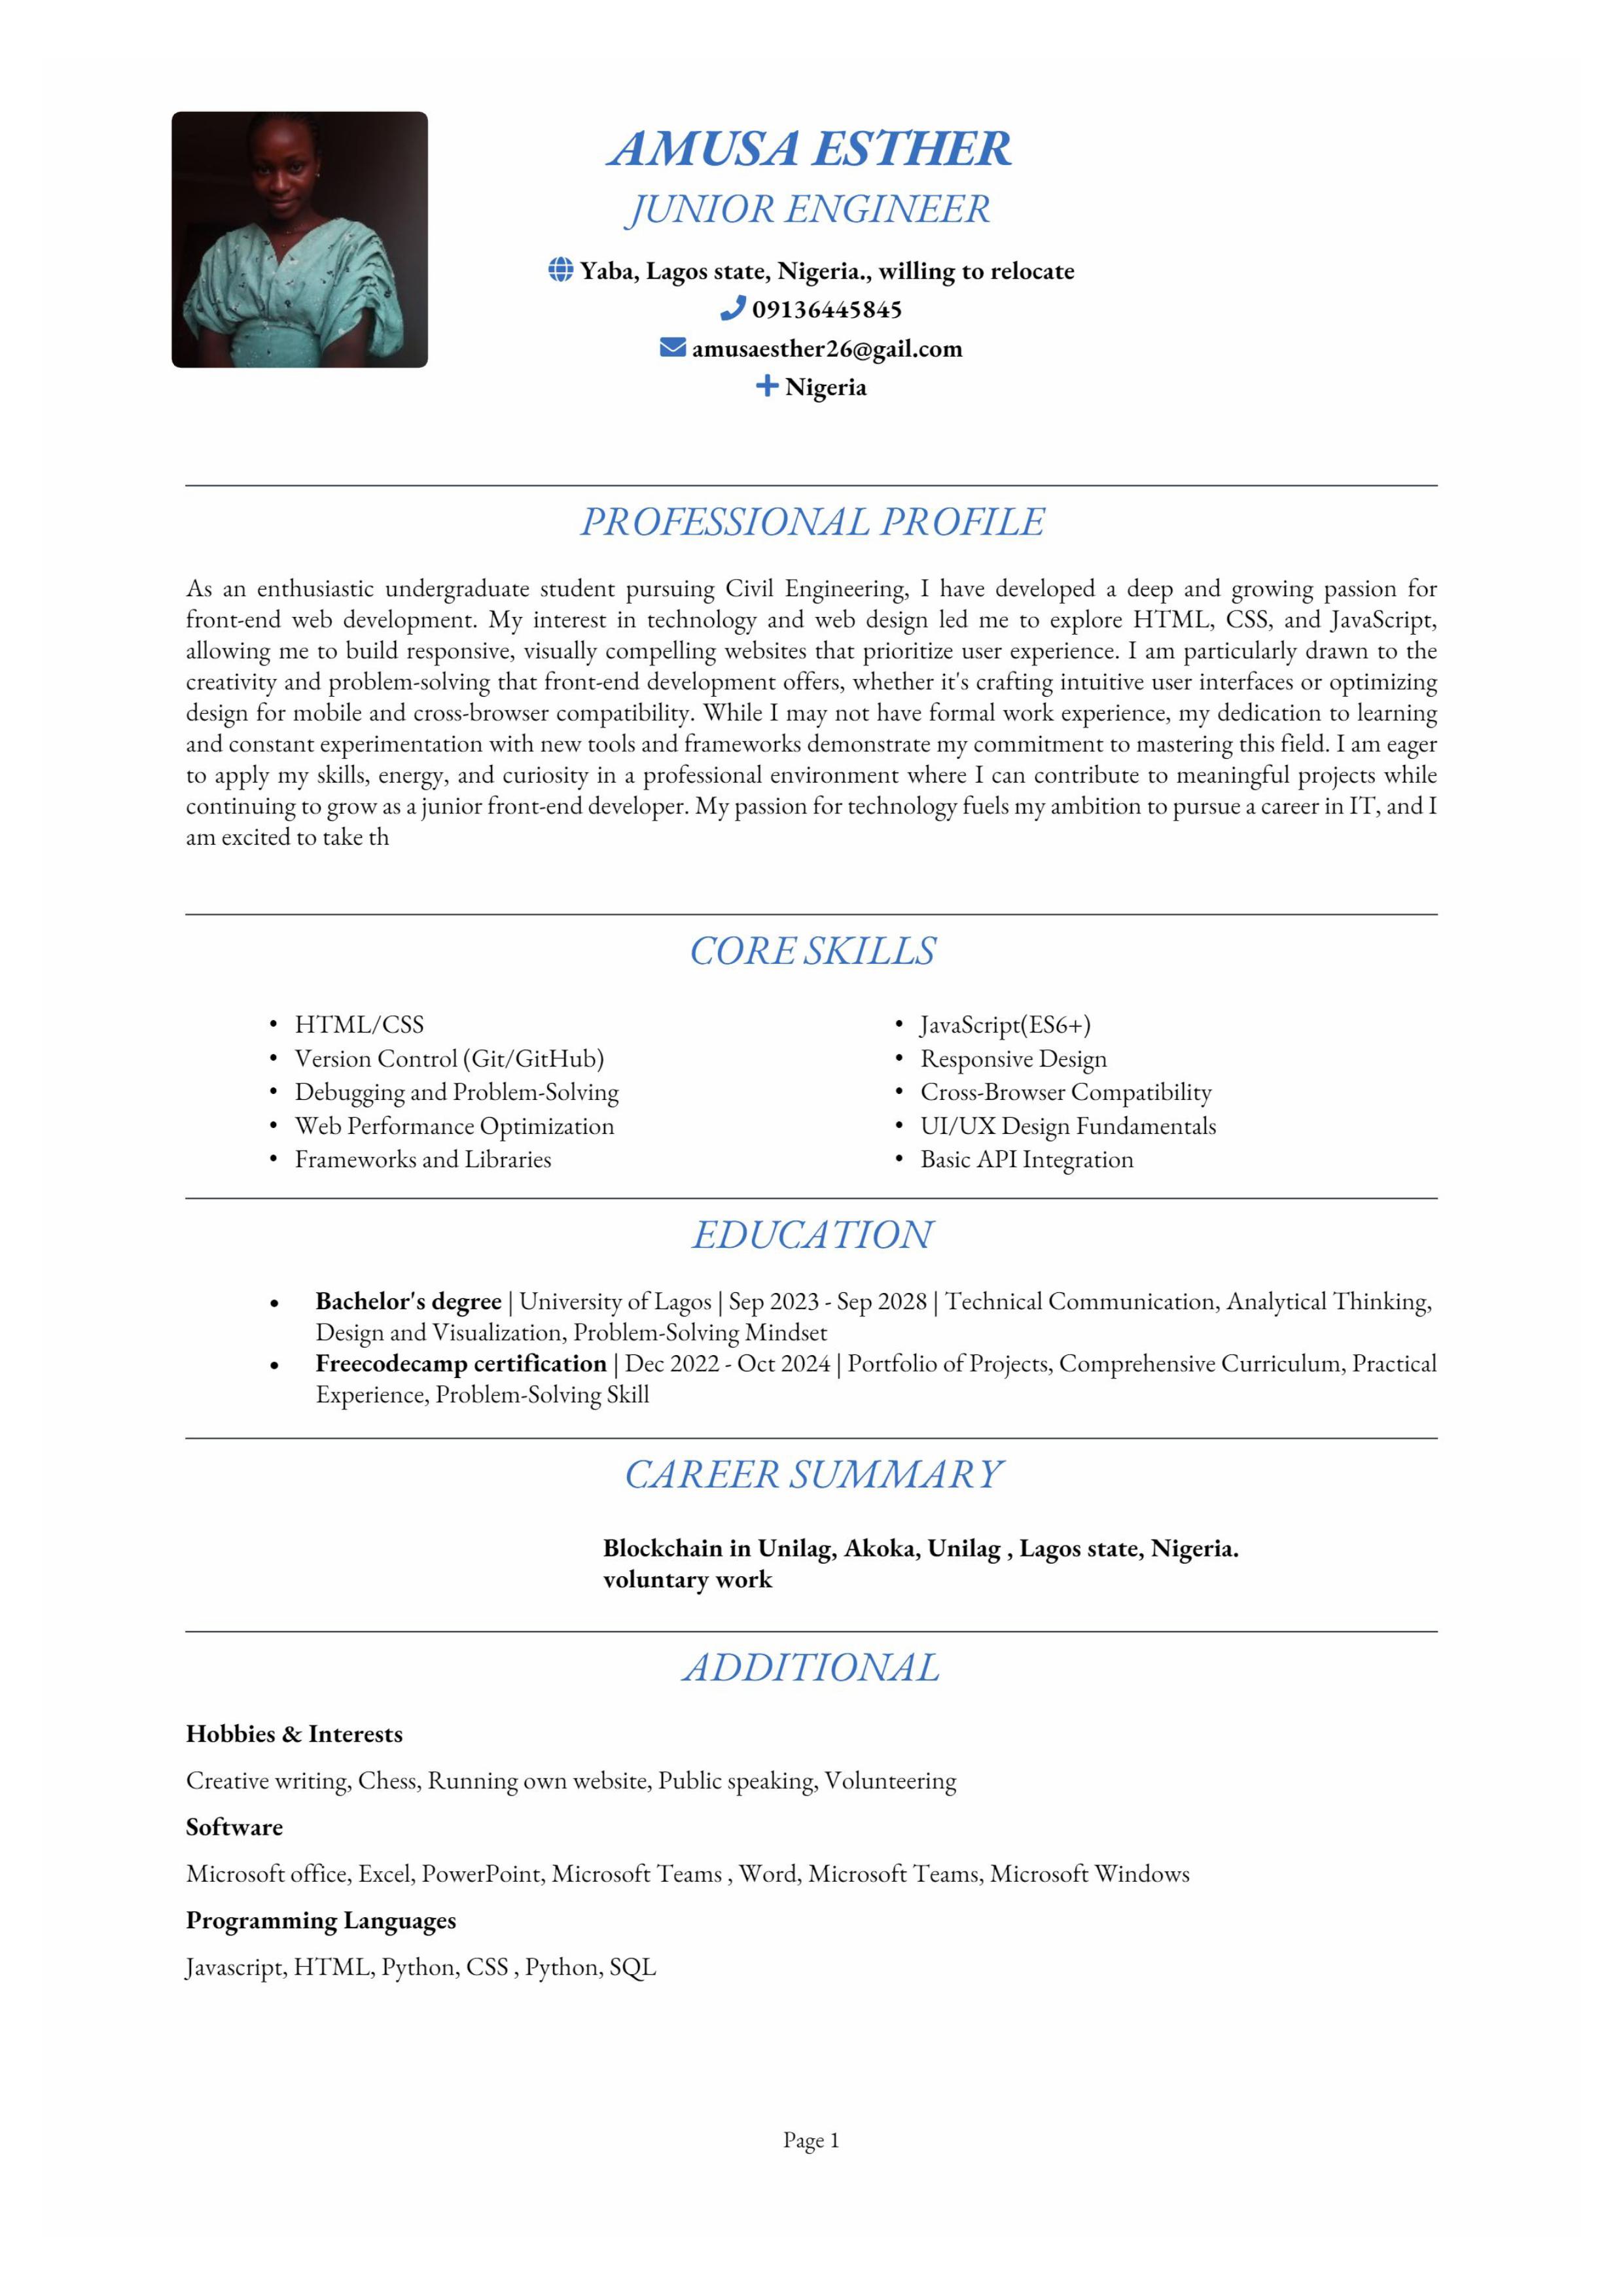 AMUSA ESTHER
JUNIOR ENGINEER
Yaba, Lagos state, Nigeria., willing to relocate
09136445845
amusaesther26@gail.com
Nigeria
PROFESSIONAL PROFILE
As an enthusiastic undergraduate student pursuing Civil Engineering, I have developed a deep and growing passion for
front-end web development. My interest in technology and web design led me to explore HTML, CSS, and JavaScript,
allowing me to build responsive, visually compelling websites that prioritize user experience. I am particularly drawn to the
creativity and problem-solving that front-end development offers, whether it's crafting intuitive user interfaces or optimizing
design for mobile and cross-browser compatibility. While I may not have formal work experience, my dedication to learning
and constant experimentation with new tools and frameworks demonstrate my commitment to mastering this field. I am eager
to apply my skills, energy, and curiosity in a professional environment where I can contribute to meaningful projects while
continuing to grow as a junior front-end developer. My passion for technology fuels my ambition to pursue a career in IT, and I
am excited to take th
CORE SKILLS
• HTML/CSS
• Version Control (Git/GitHub)
• Debugging and Problem-Solving
• Web Performance Optimization
• Frameworks and Libraries
• JavaScript(ES6+)
• Responsive Design
• Cross-Browser Compatibility
• UI/UX Design Fundamentals
• Basic API Integration
EDUCATION
• Bachelor's degree | University of Lagos | Sep 2023 - Sep 2028 | Technical Communication, Analytical Thinking,
Design and Visualization, Problem-Solving Mindset
• Freecodecamp certification | Dec 2022 - Oct 2024 | Portfolio of Projects, Comprehensive Curriculum, Practical
Experience, Problem-Solving Skill
CAREER SUMMARY
Blockchain in Unilag, Akoka, Unilag , Lagos state, Nigeria.
voluntary work
ADDITIONAL
Hobbies & Interests
Creative writing, Chess, Running own website, Public speaking, Volunteering
Software
Microsoft office, Excel, PowerPoint, Microsoft Teams , Word, Microsoft Teams, Microsoft Windows
Programming Languages
Javascript, HTML, Python, CSS , Python, SQL
Page 1